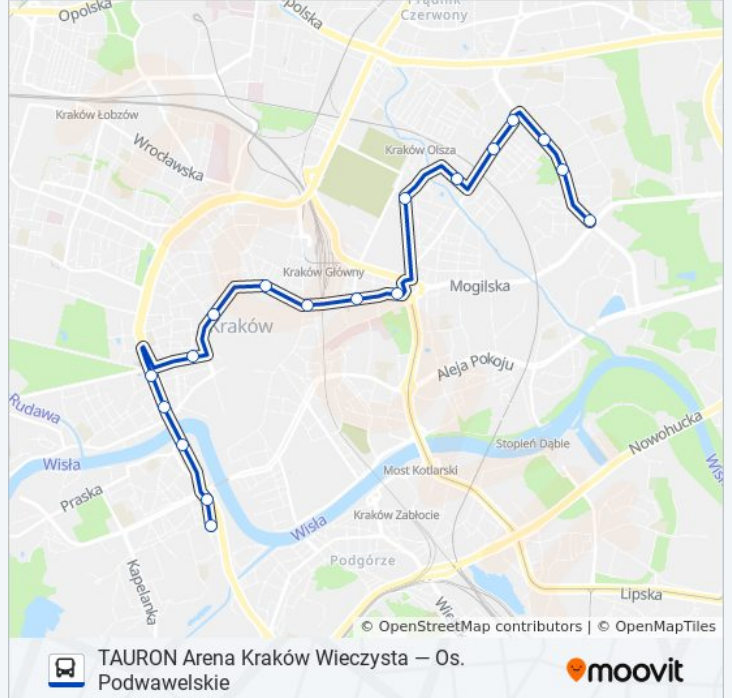 Opolska
polska
Prądnik
Czerwony
Kraków Łobzów
Wrocławska
Kraków Olsza
Kraków Główny
Mogilska
Kraków
Aleja Pokoju
Rudawa
Nowohucka
Stopień Dąbie
Wisła
Most Kotlarski
Praska
Kraków Zabłocie
Wisła
Podgórze
Kapelanka
Lipska
© OpenStreetMap contributors | © OpenMapTiles
TAURON Arena Kraków Wieczysta — Os.
Podwawelskie
moovit